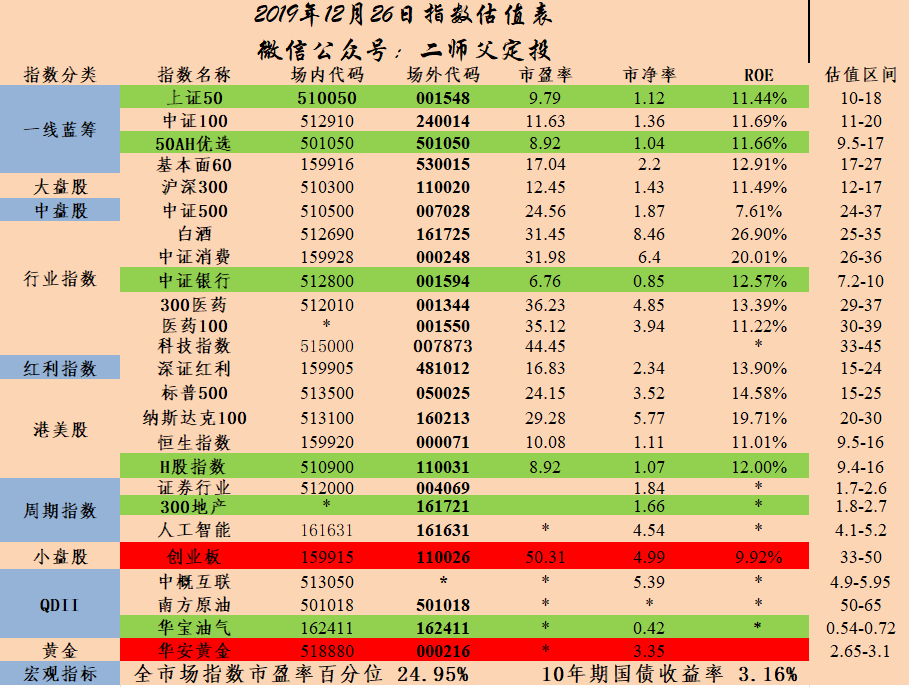 2019年12月26日指数估值表
微信公众号：二师父定投
指数分类 指数名称 场内代码 场外代码 市盈率 市净率 ROE 估值区间
一线蓝筹 上证50 510050 001548 9.79 1.12 11.44% 10-18
中证100 512910 240014 11.63 1.36 11.69% 11-20
50AH优选 501050 501050 8.92 1.04 11.66% 9.5-17
基本面60 159916 530015 17.04 2.2 12.91% 17-27
大盘股 沪深300 510300 110020 12.45 1.43 11.49% 12-17
中盘股 中证500 510500 007028 24.56 1.87 7.61% 24-37
行业指数 白酒 512690 161725 31.45 8.46 26.90% 25-35
中证消费 159928 000248 31.98 6.4 20.01% 26-36
中证银行 512800 001594 6.76 0.85 12.57% 7.2-10
300医药 512010 001344 36.23 4.85 13.39% 29-37
医药100 * 001550 35.12 3.94 11.22% 30-39
科技指数 515000 007873 44.45 * 33-45
红利指数 深证红利 159905 481012 16.83 2.34 13.90% 15-24
港美股 标普500 513500 050025 24.15 3.52 14.58% 15-25
纳斯达克100 513100 160213 29.28 5.77 19.71% 20-30
恒生指数 159920 000071 10.08 1.11 11.01% 9.5-16
H股指数 510900 110031 8.92 1.07 12.00% 9.4-16
周期指数 证券行业 512000 004069 1.84 * 1.7-2.6
300地产 * 161721 1.66 * 1.8-2.7
人工智能 161631 161631 * 4.54 * 4.1-5.2
小盘股 创业板 159915 110026 50.31 4.99 9.92% 33-50
QDII 中概互联 513050 * * 5.39 * 4.9-5.95
南方原油 501018 501018 * * * 50-65
华宝油气 162411 162411 * 0.42 * 0.54-0.72
黄金 华安黄金 518880 000216 * 3.35 2.65-3.1
宏观指标 全市场指数市盈率百分位 24.95% 10年期国债收益率 3.16%